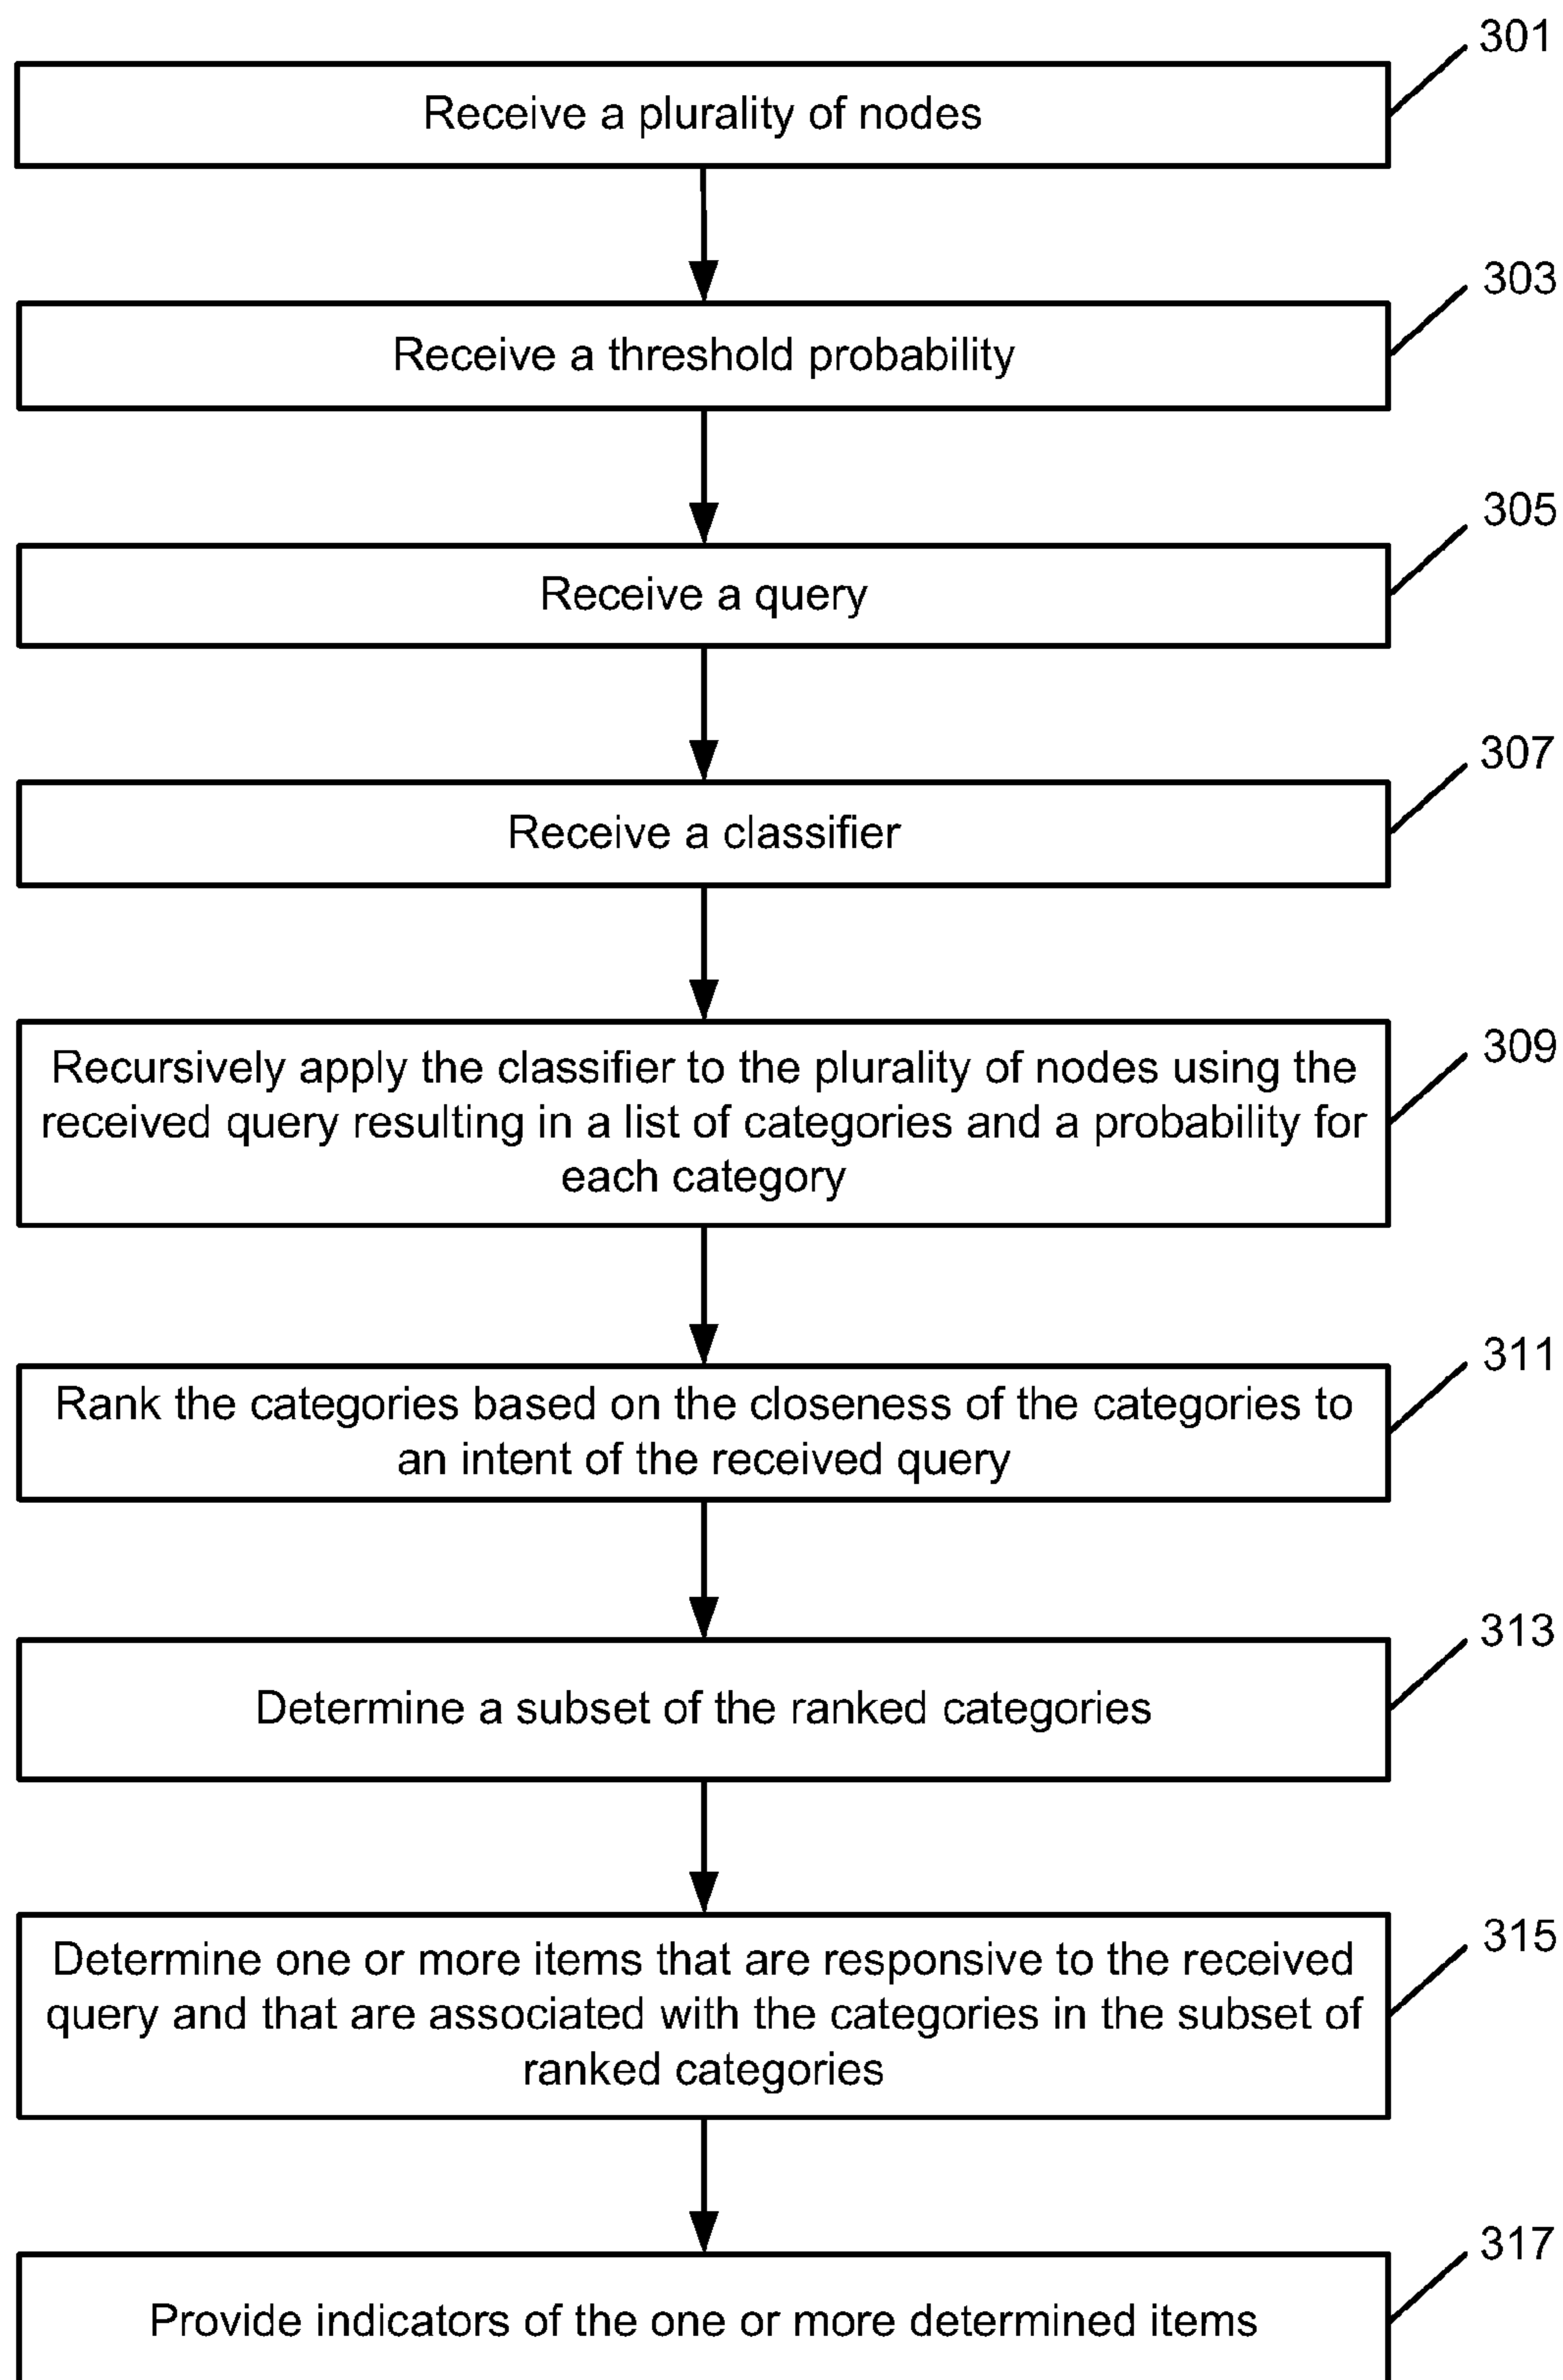 301
Receive a plurality of nodes
303
Receive a threshold probability
305
Receive a query
307
Receive a classifier
309
Recursively apply the classifier to the plurality of nodes using the
received query resulting in a list of categories and a probability for
each category
311
Rank the categories based on the closeness of the categories to
an intent of the received query
313
Determine a subset of the ranked categories
315
Determine one or more items that are responsive to the received
query and that are associated with the categories in the subset of
ranked categories
317
Provide indicators of the one or more determined items